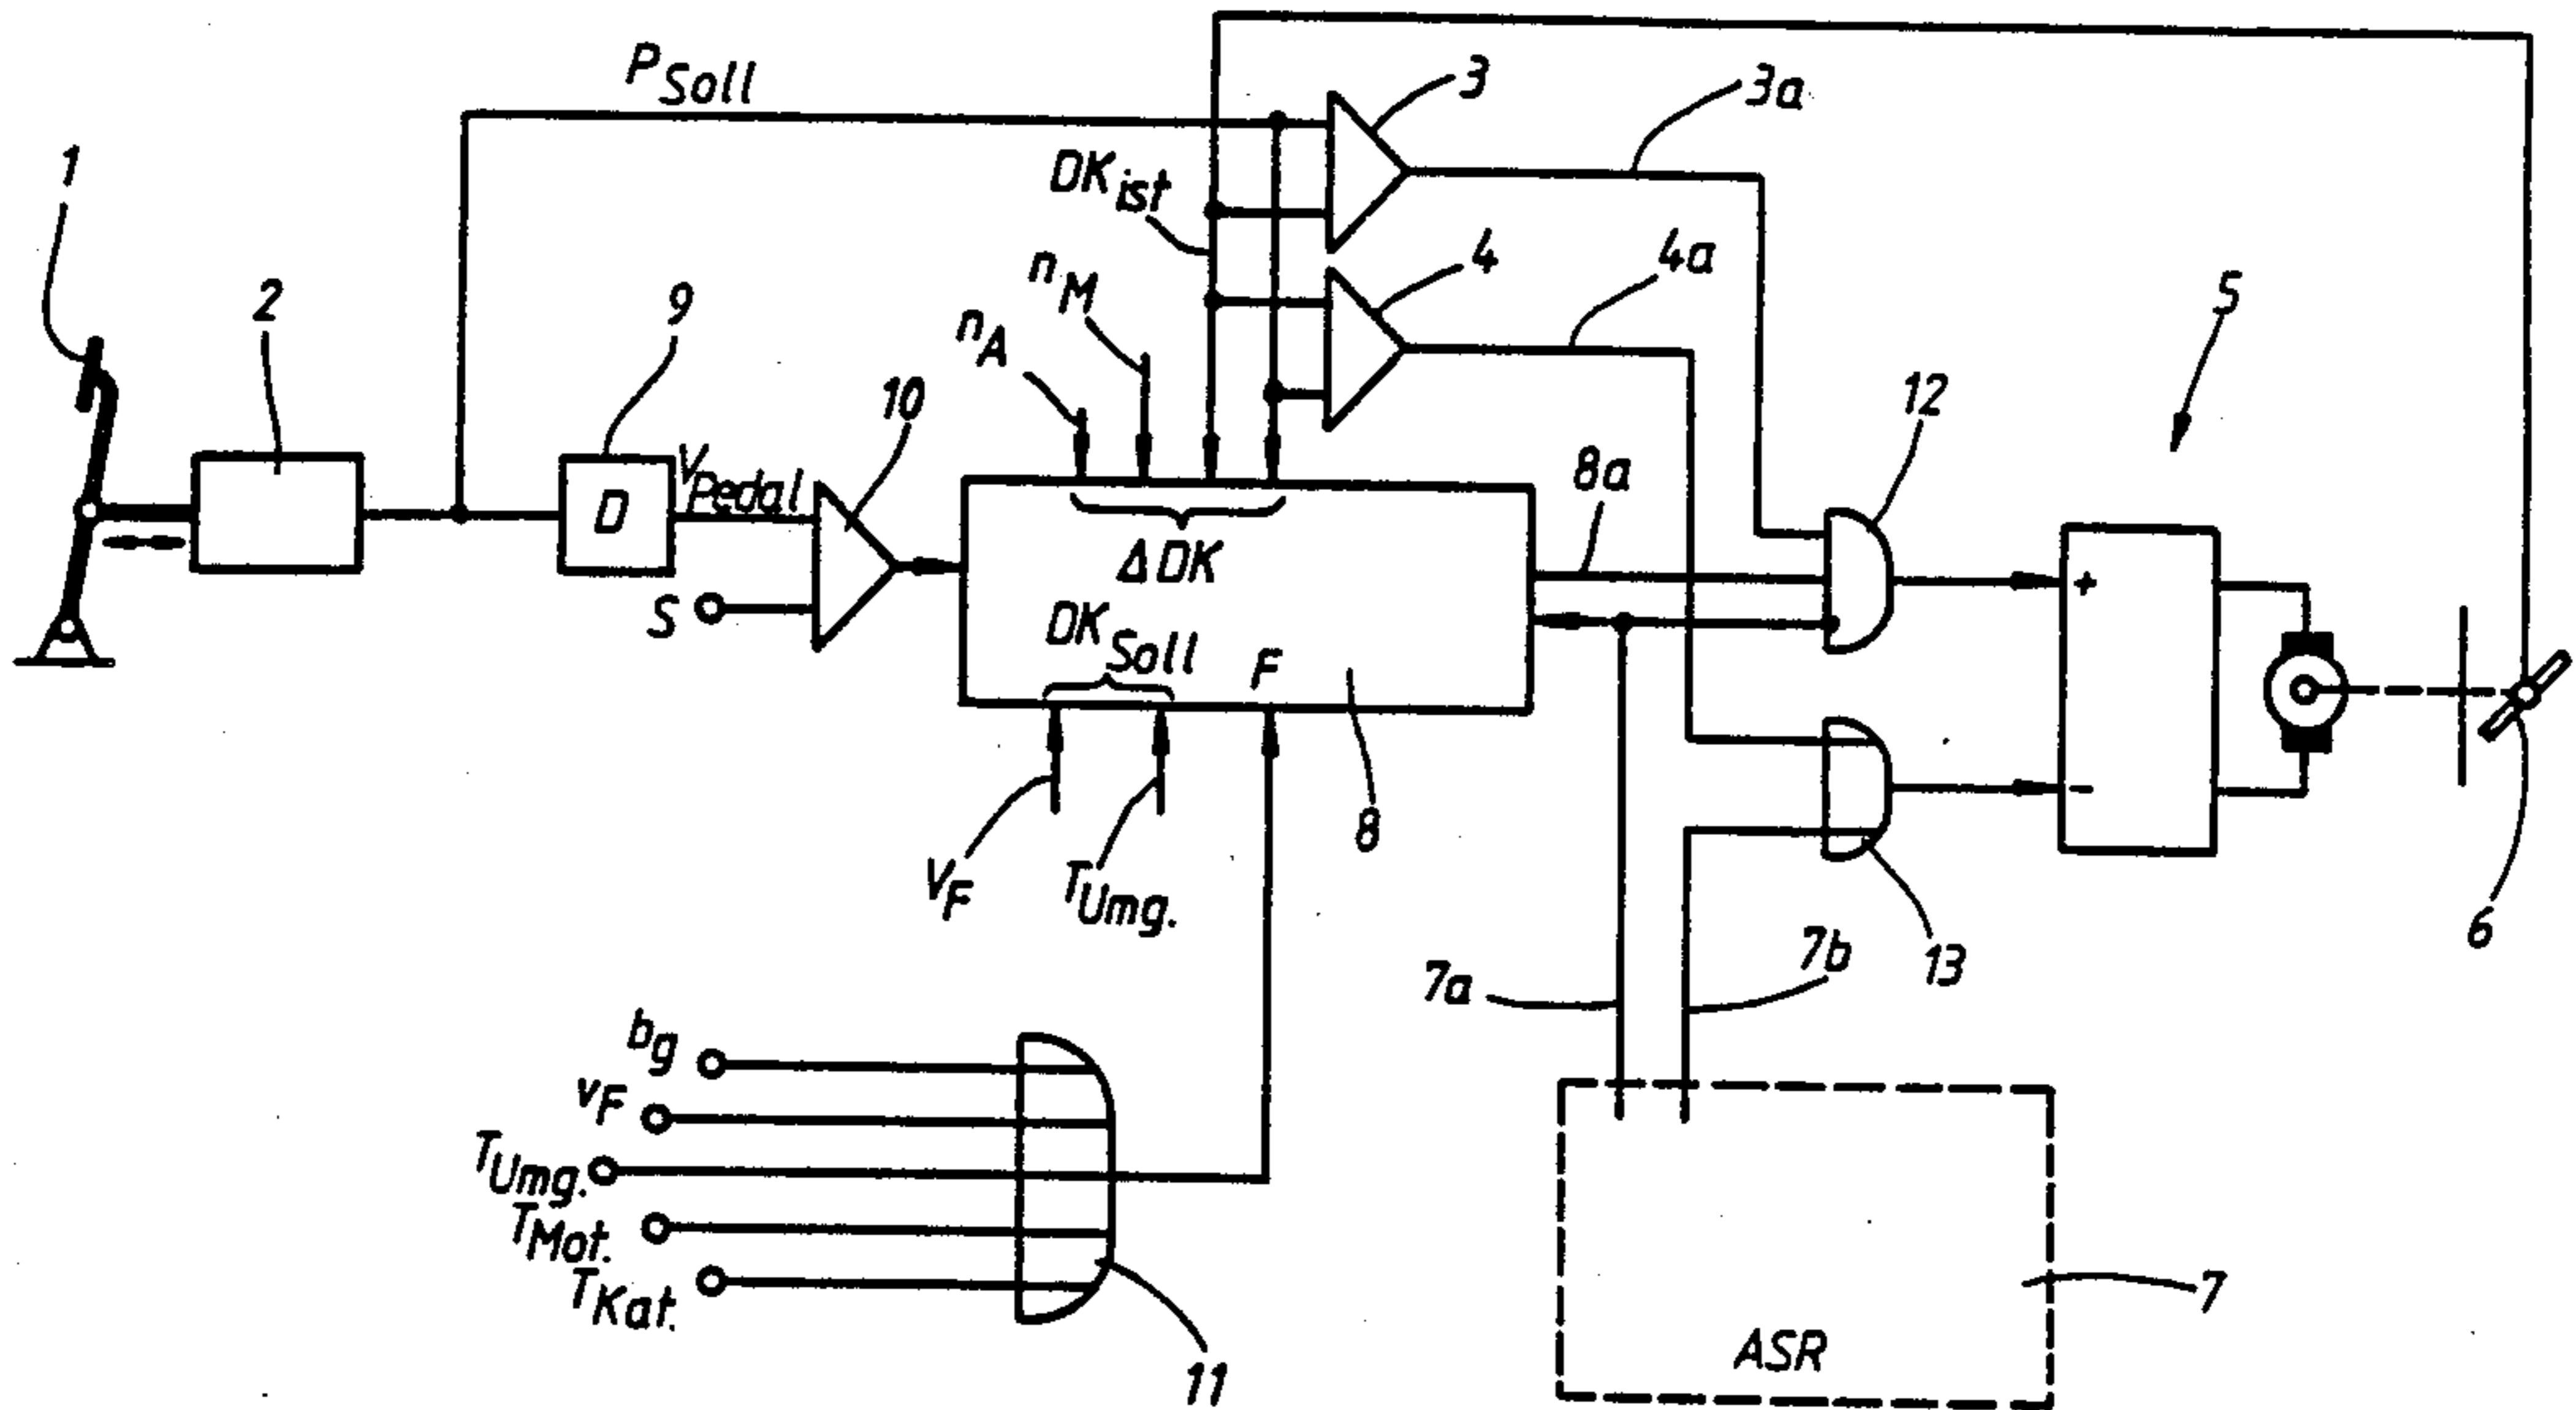 P Soll
3
3a
1
DK ist
4
4a
n M
n A
2
9
5
10
12
V Pedal
8a
D
ΔDK
+
S
DK Soll
F
8
-
V F
T Umg.
6
13
7a
7b
b g
v F
T Umg.
T Mot.
T Kat.
11
7
ASR